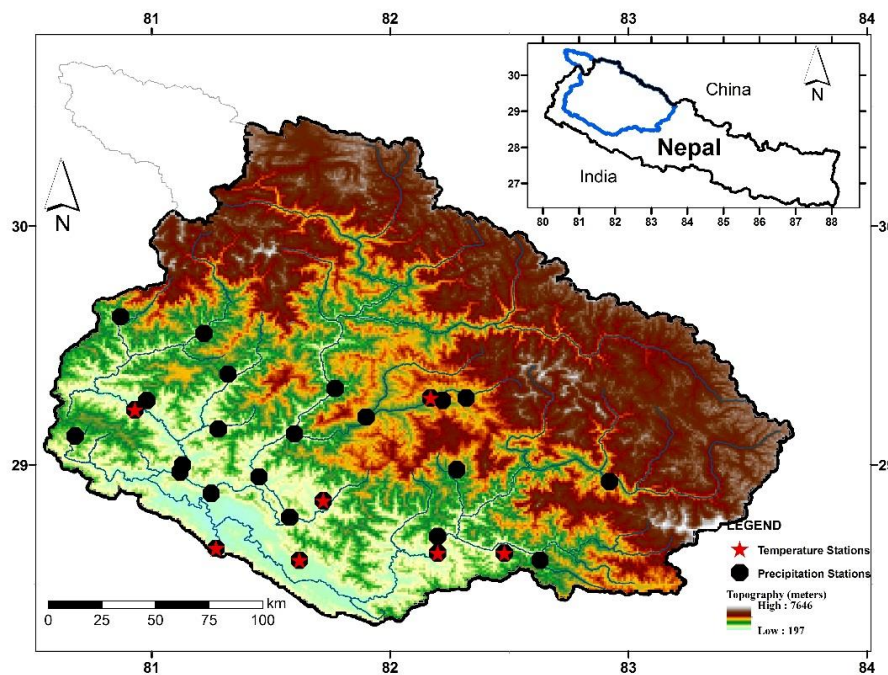 81
82
83
84
30
29
28
27
China
N
Nepal
India
80 81 82 83 84 85 86 87 88
N
30
30
29
29
LEGEND
Temperature Stations
Precipitation Stations
Topography (meters)
High : 7646
Low : 197
km
0 25 50 75 100
81
82
83
84